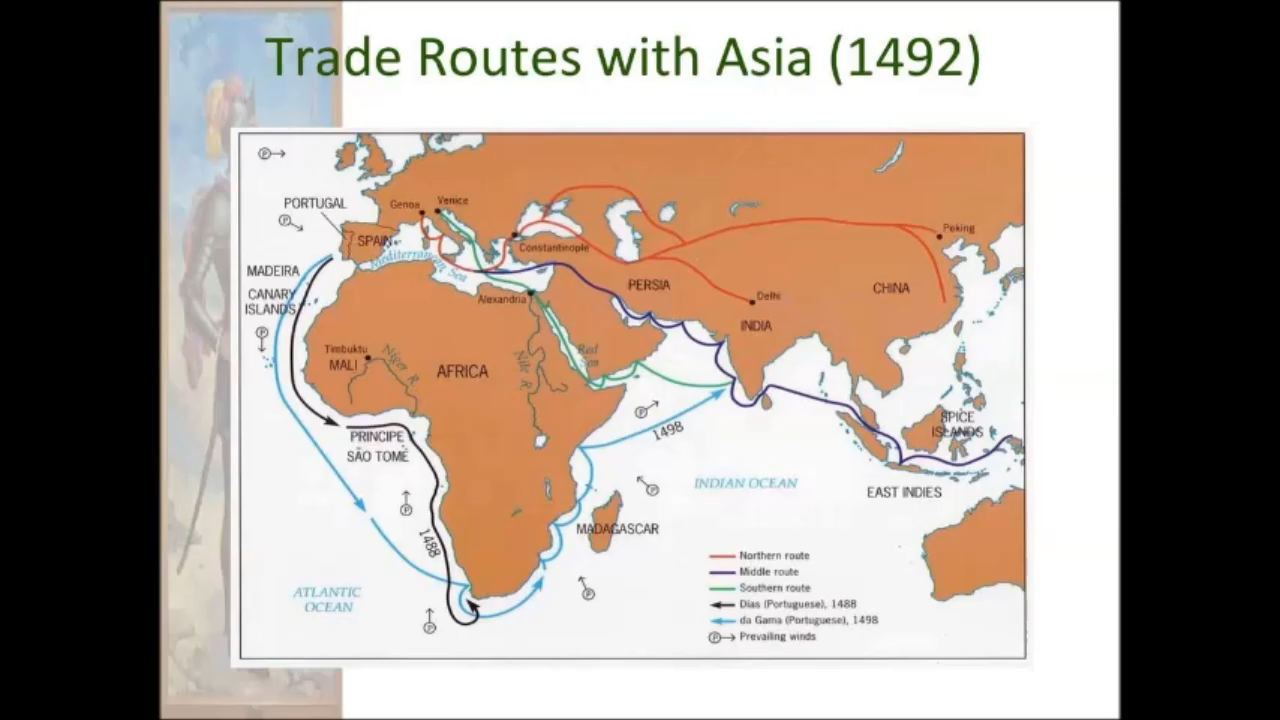 Trade Routes with Asia (1492)
PORTUGAL
Genoa
Venice
SPAIN
Mediterranean Sea
Constantinople
Peking
MADEIRA
CANARY
ISLANDS
PERSIA
CHINA
Alexandria
Delhi
INDIA
Timbuktu
MALI
Niger R.
AFRICA
Nile R.
Red
Sea
PRINCIPE
SÃO TOMÉ
1498
SPICE
ISLANDS
INDIAN OCEAN
EAST INDIES
1488
MADAGASCAR
ATLANTIC
OCEAN
Northern route
Middle route
Southern route
Dias (Portuguese), 1488
da Gama (Portuguese), 1498
P Prevailing winds
P
P
P
P
P
P
P
P